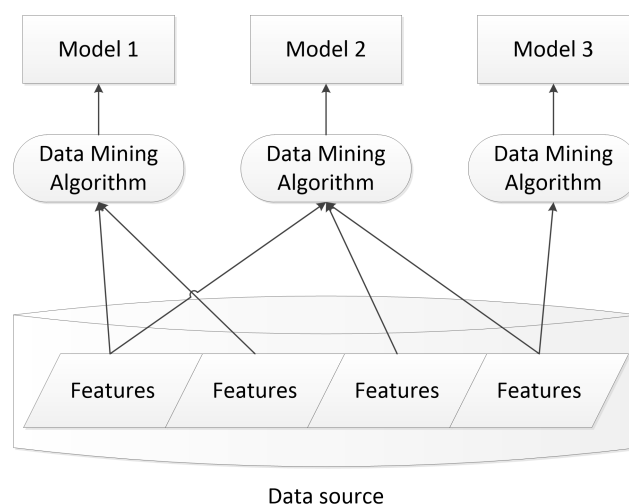 Model 1
Model 2
Model 3
Data Mining
Algorithm
Data Mining
Algorithm
Data Mining
Algorithm
Features
Features
Features
Features
Data source